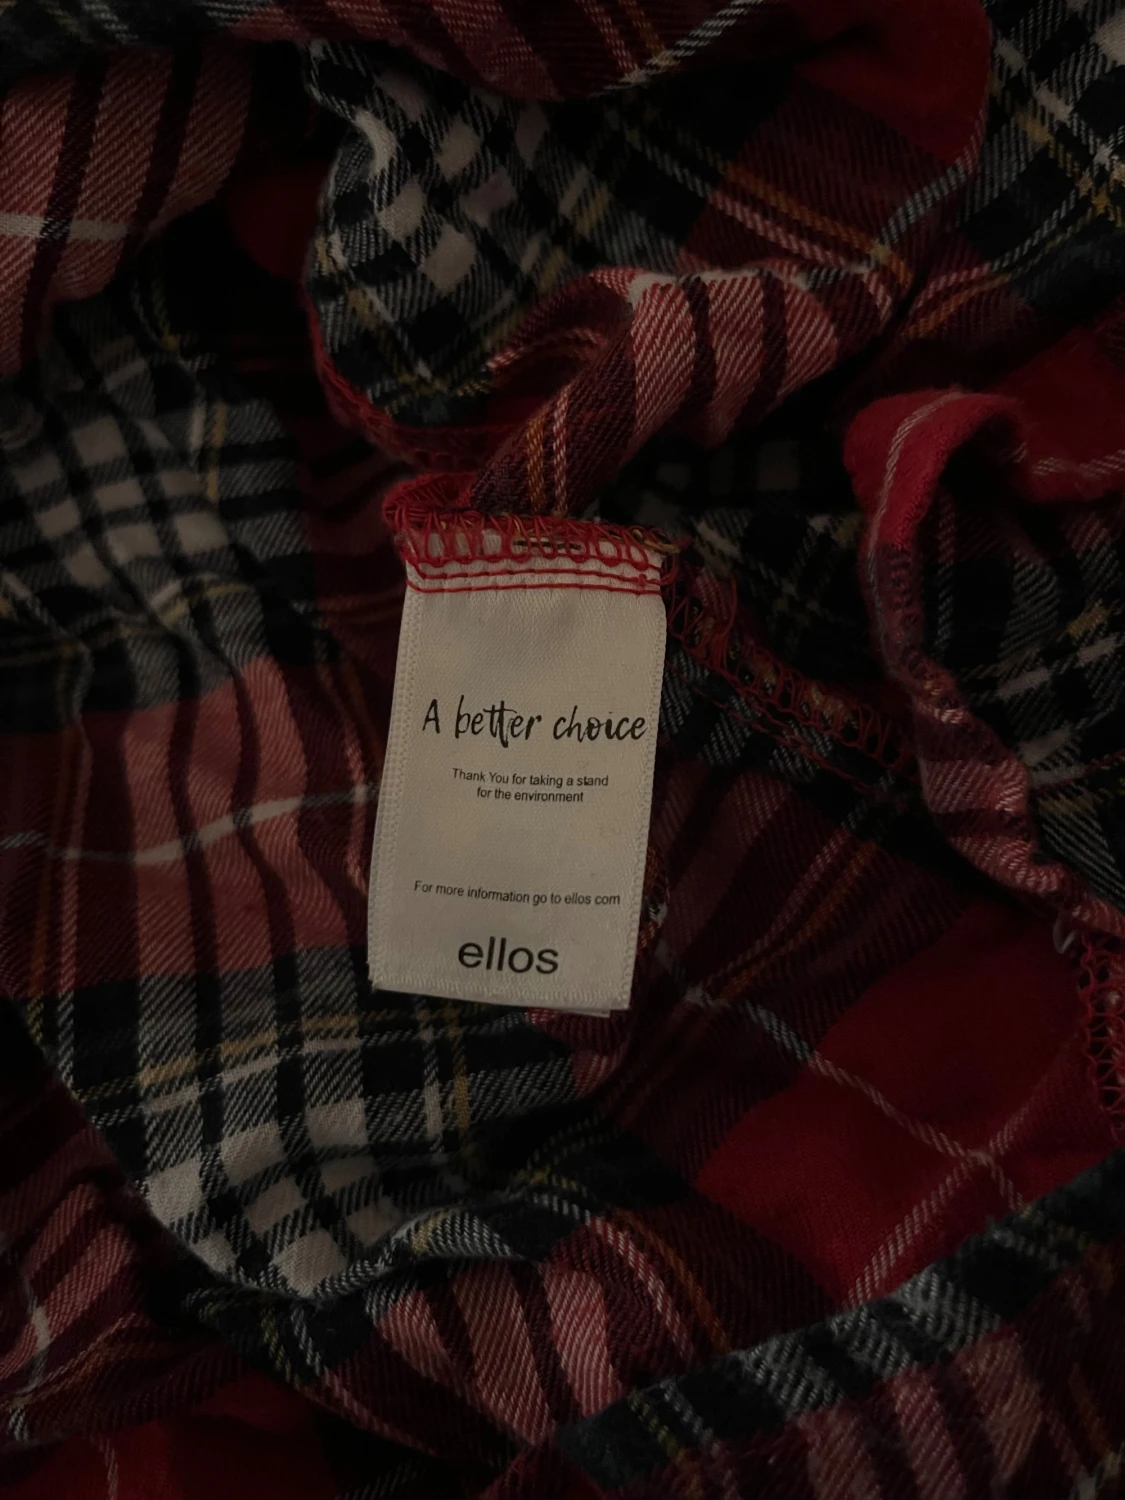 A better choice
Thank You for taking a stand
for the environment
For more information go to ellos com
ellos